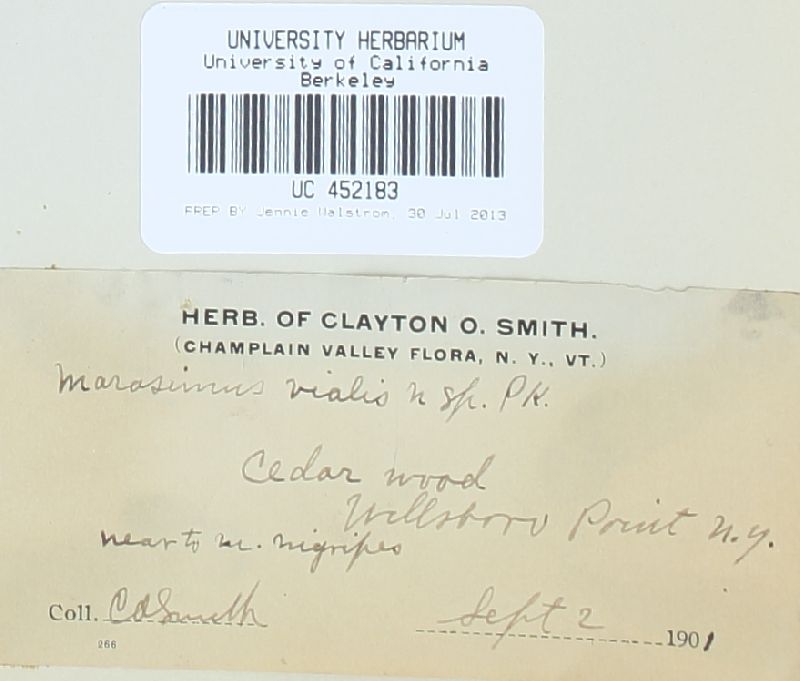 UNIVERSITY HERBARIUM
University of California
Berkeley
UC 452183
PREP BY Jennie Walstrom, 30 Jul 2013
HERB. OF CLAYTON O. SMITH.
(CHAMPLAIN VALLEY FLORA, N. Y., VT.)
Marasimus vialis n sp. PK.
Cedar wood
Willsboro Point N.Y.
near to m. nigripes
Coll. C O Smith Sept 2 1901
266